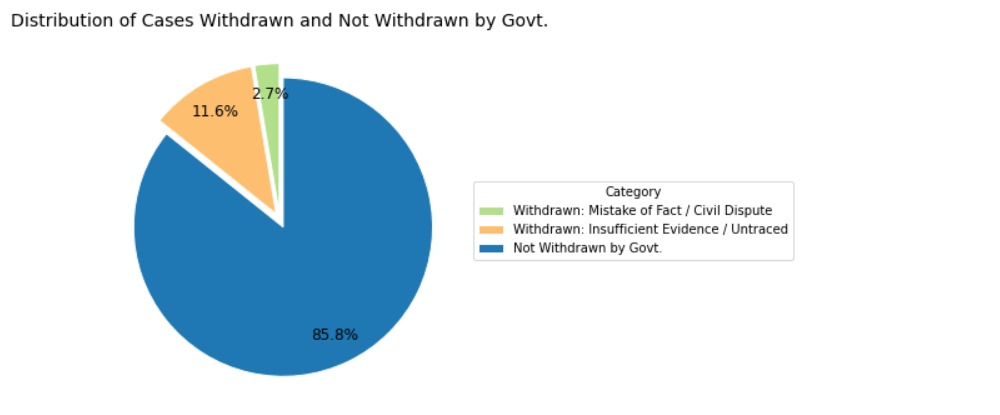 Distribution of Cases Withdrawn and Not Withdrawn by Govt.
2.7%
11.6%
85.8%
Category
Withdrawn: Mistake of Fact / Civil Dispute
Withdrawn: Insufficient Evidence / Untraced
Not Withdrawn by Govt.